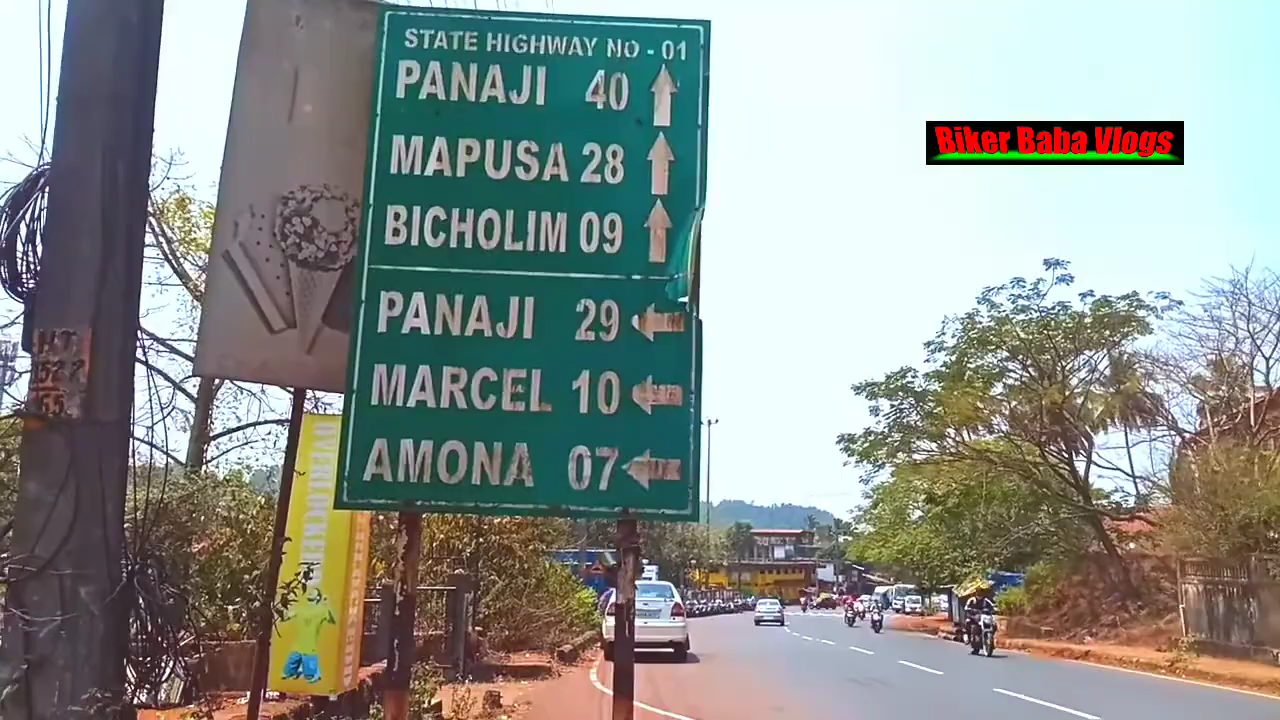 STATE HIGHWAY NO - 01
PANAJI 40
MAPUSA 28
BICHOLIM 09
PANAJI 29
MARCEL 10
AMONA 07
Biker Baba Vlogs